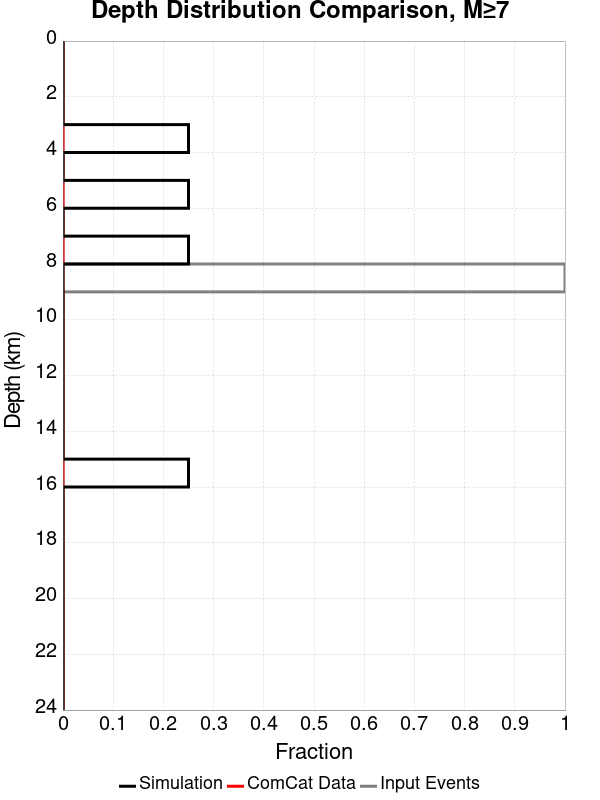 Depth Distribution Comparison, M≥7
0
2
4
6
8
10
12
14
16
18
20
22
24
Depth (km)
0 0.1 0.2 0.3 0.4 0.5 0.6 0.7 0.8 0.9 1
Fraction
Simulation ComCat Data Input Events